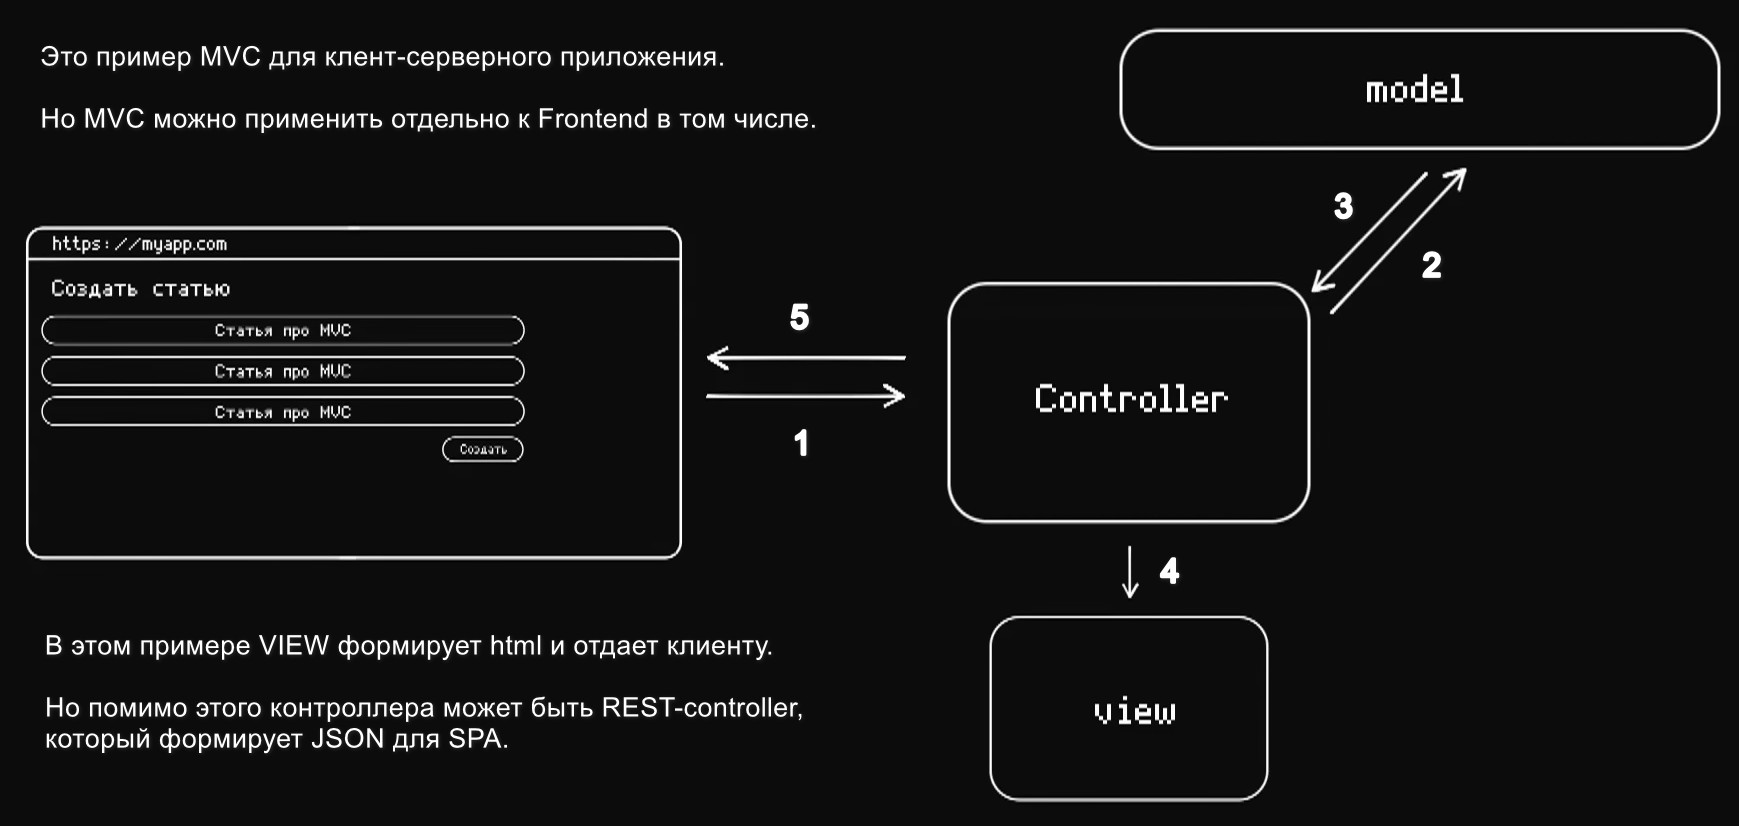 Это пример MVC для клент-серверного приложения.
Но MVC можно применить отдельно к Frontend в том числе.
model
3
2
https://myapp.com
Создать статью
Статья про MVC
Статья про MVC
Статья про MVC
Создать
5
1
Controller
4
view
В этом примере VIEW формирует html и отдает клиенту.
Но помимо этого контроллера может быть REST-controller,
который формирует JSON для SPA.